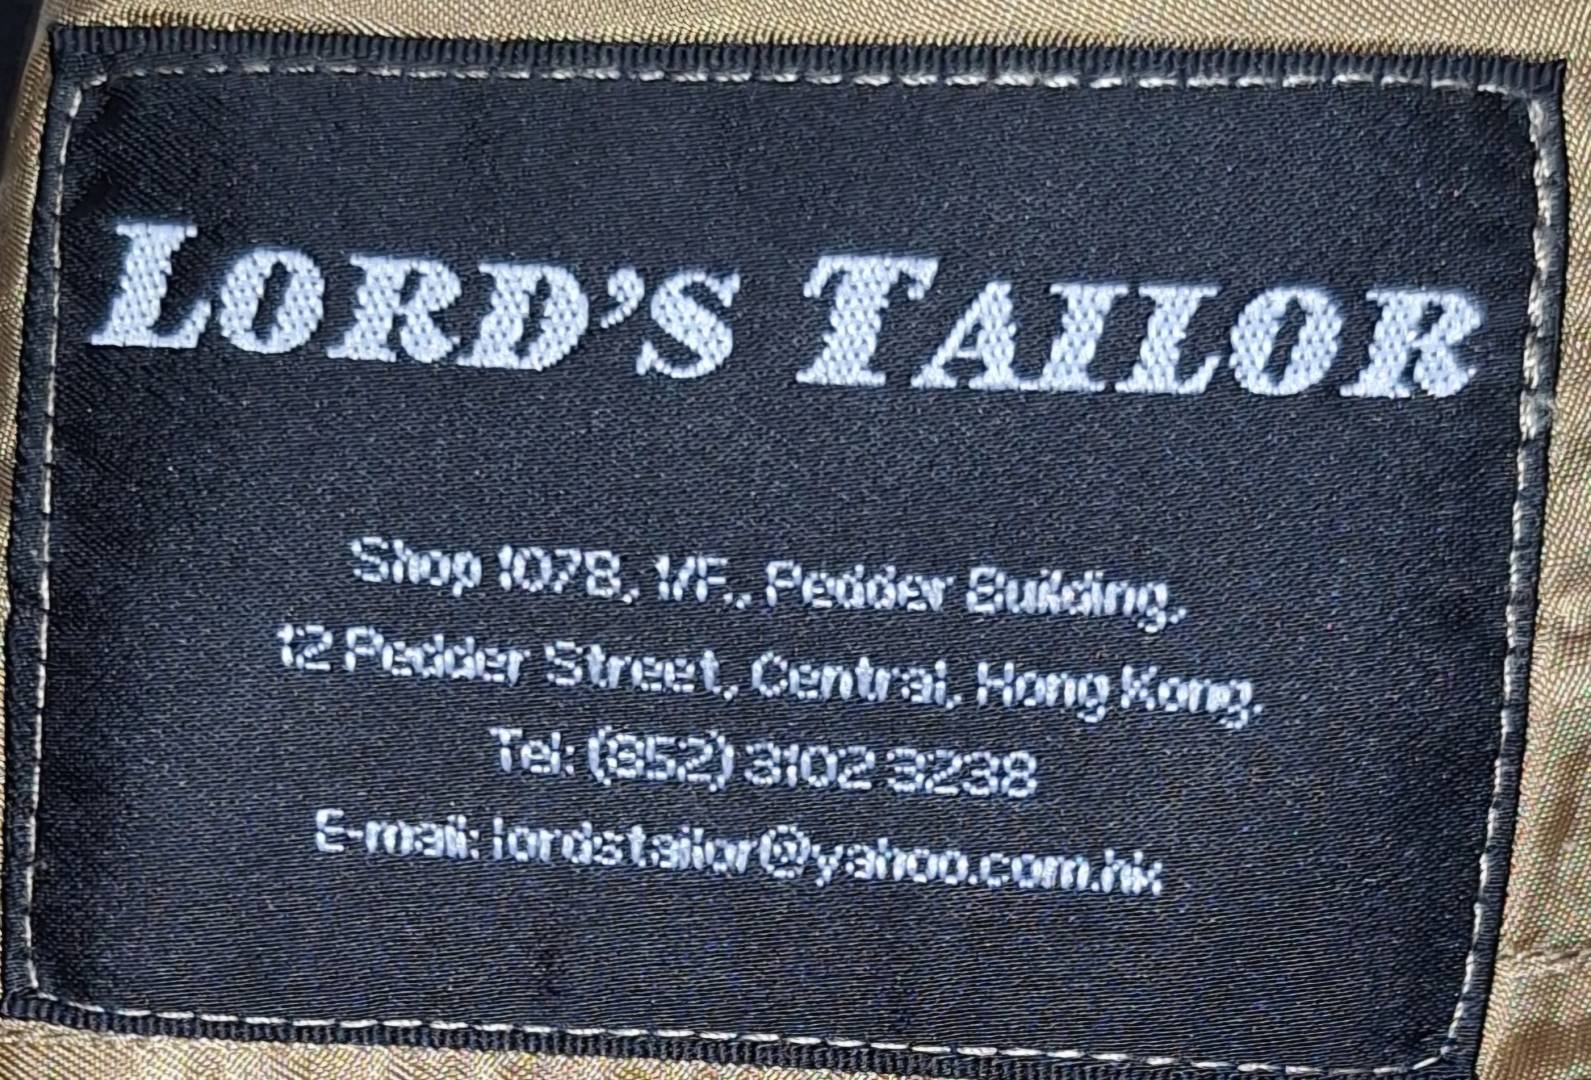 LORD'S TAILOR
Shop 107B, 1/F., Pedder Building,
12 Pedder Street, Central, Hong Kong.
Tel: (852) 3102 3238
E-mail: lordstailor@yahoo.com.hk